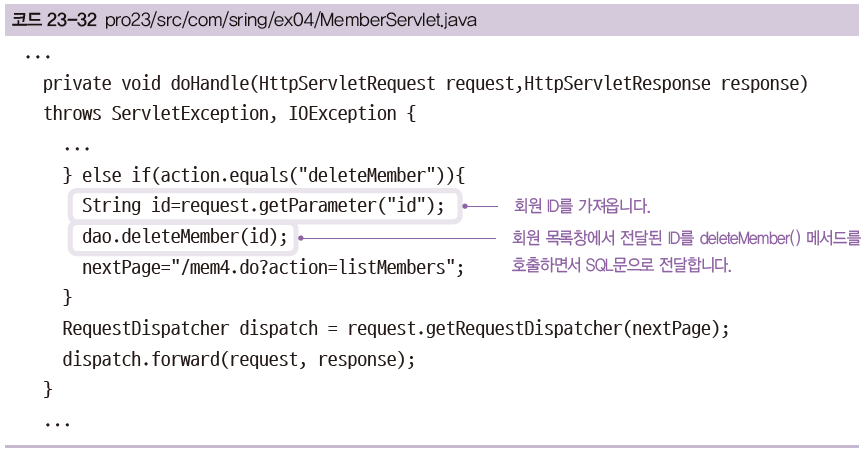 코드 23-32 pro23/src/com/sring/ex04/MemberServlet.java
...
private void doHandle(HttpServletRequest request,HttpServletResponse response)
throws ServletException, IOException {
...
} else if(action.equals("deleteMember")){
String id=request.getParameter("id"); 회원 ID를 가져옵니다.
dao.deleteMember(id); 회원 목록창에서 전달된 ID를 deleteMember() 메서드를
호출하면서 SQL문으로 전달합니다.
nextPage="/mem4.do?action=listMembers";
}
RequestDispatcher dispatch = request.getRequestDispatcher(nextPage);
dispatch.forward(request, response);
}
...